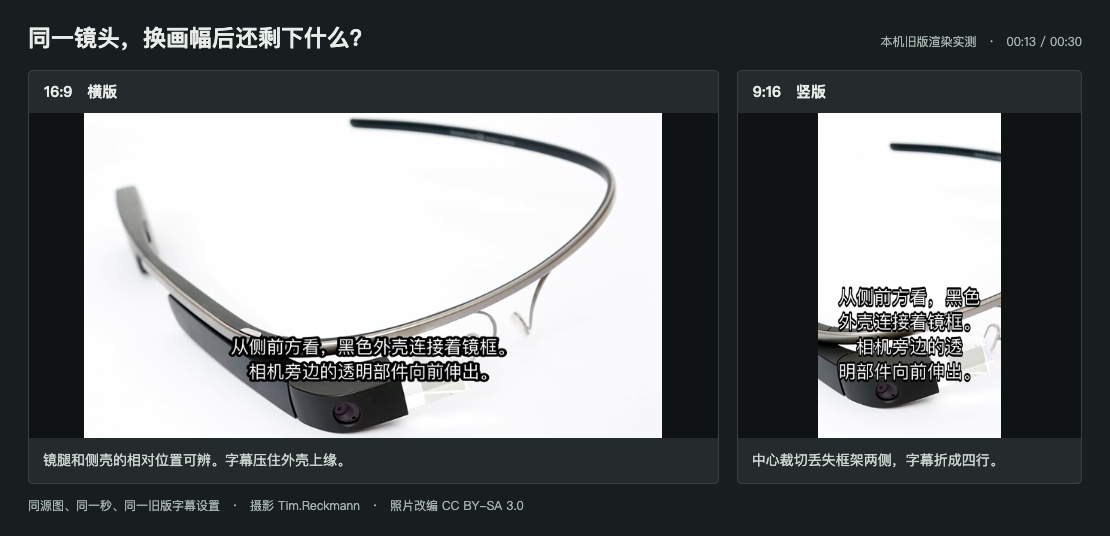 同一镜头，换画幅后还剩下什么？
本机旧版渲染实测 · 00:13 / 00:30
16:9 横版
从侧前方看，黑色外壳连接着镜框。
相机旁边的透明部件向前伸出。
镜腿和侧壳的相对位置可辨。字幕压住外壳上缘。
9:16 竖版
从侧前方看，黑色
外壳连接着镜框。
相机旁边的透
明部件向前伸出。
中心裁切丢失框架两侧，字幕折成四行。
同源图、同一秒、同一旧版字幕设置 · 摄影 Tim.Reckmann · 照片改编 CC BY-SA 3.0